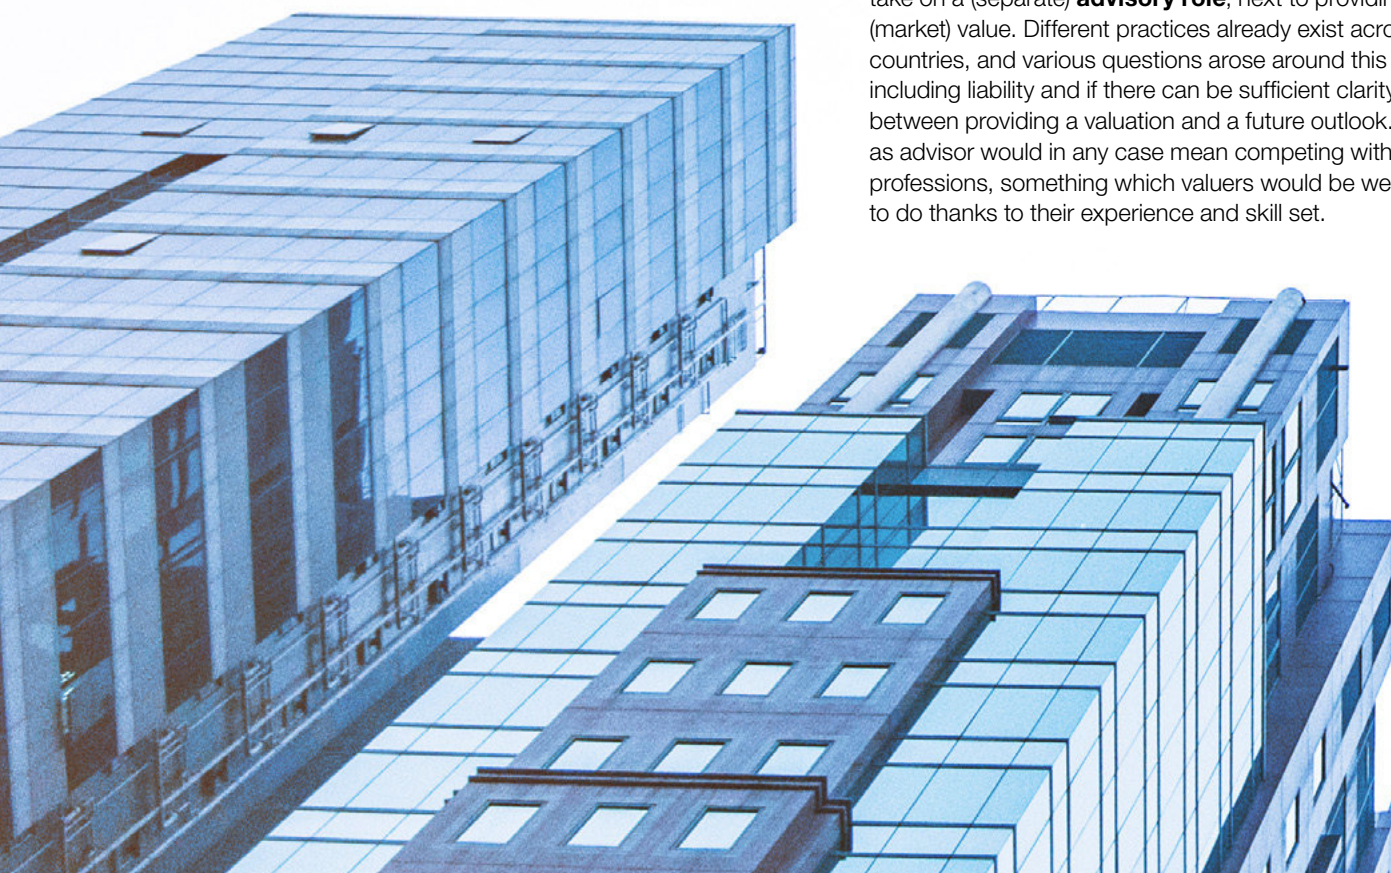 take on a (separate) advisory role, next to providin
(market) value. Different practices already exist acro
countries, and various questions arose around this
including liability and if there can be sufficient clarity
between providing a valuation and a future outlook.
as advisor would in any case mean competing with
professions, something which valuers would be we
to do thanks to their experience and skill set.